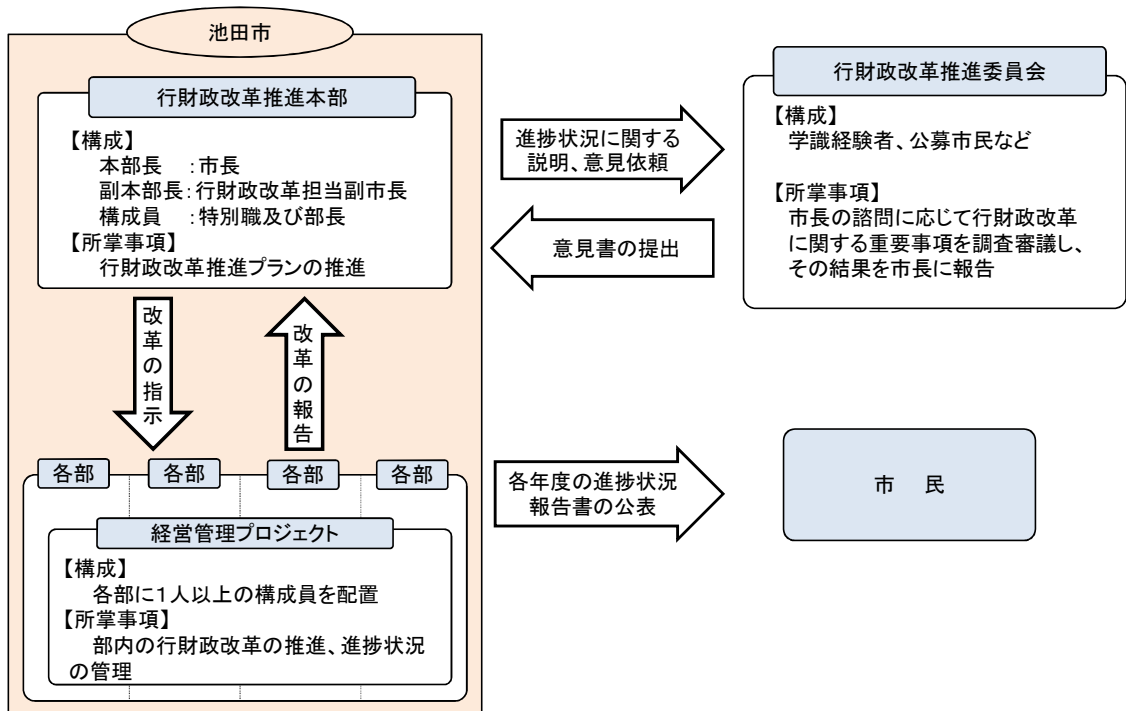 池田市
行財政改革推進本部
【構成】
本部長　：市長
副本部長：行財政改革担当副市長
構成員　：特別職及び部長
【所掌事項】
行財政改革推進プランの推進
改革の指示
改革の報告
各部
各部
各部
各部
経営管理プロジェクト
【構成】
各部に１人以上の構成員を配置
【所掌事項】
部内の行財政改革の推進、進捗状況
の管理
進捗状況に関する
説明、意見依頼
意見書の提出
行財政改革推進委員会
【構成】
学識経験者、公募市民など
【所掌事項】
市長の諮問に応じて行財政改革
に関する重要事項を調査審議し、
その結果を市長に報告
各年度の進捗状況
報告書の公表
市　民